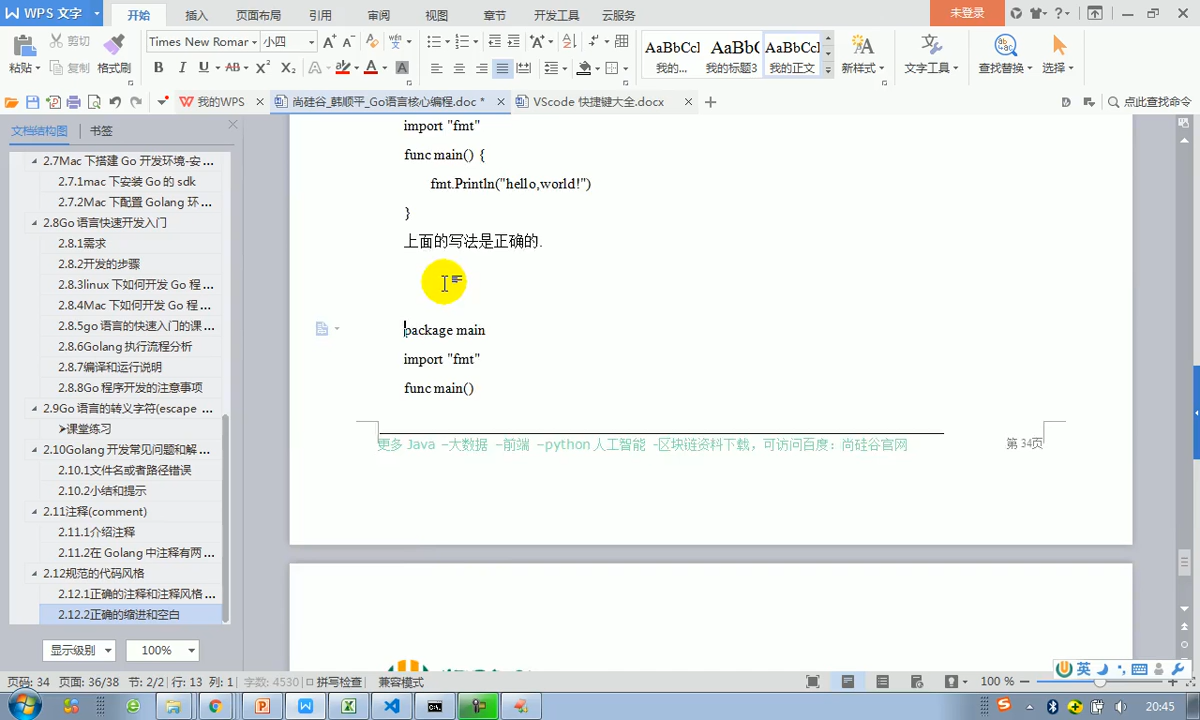 WPS 文字
开始 插入 页面布局 引用 审阅 视图 章节 开发工具 云服务 未登录
粘贴 剪切 复制 格式刷 Times New Roman 小四
B I U AB X² X₂ A A A
AaBbCcI AaBb( AaBbCcI
我的... 我的标题3 我的正文 新样式 文字工具 查找替换 选择
我的WPS 尚硅谷_韩顺平_Go语言核心编程.doc * VScode 快捷键大全.docx 点此查找命令
文档结构图 书签
2.7Mac 下搭建 Go 开发环境-安...
2.7.1mac 下安装 Go 的 sdk
2.7.2Mac 下配置 Golang 环...
2.8Go 语言快速开发入门
2.8.1需求
2.8.2开发的步骤
2.8.3linux 下如何开发 Go 程...
2.8.4Mac 下如何开发 Go 程...
2.8.5go 语言的快速入门的课...
2.8.6Golang 执行流程分析
2.8.7编译和运行说明
2.8.8Go 程序开发的注意事项
2.9Go 语言的转义字符(escape ...
➢课堂练习
2.10Golang 开发常见问题和解...
2.10.1文件名或者路径错误
2.10.2小结和提示
2.11注释(comment)
2.11.1介绍注释
2.11.2在 Golang 中注释有两...
2.12规范的代码风格
2.12.1正确的注释和注释风格...
2.12.2正确的缩进和空白
显示级别 100%
import "fmt"
func main() {
fmt.Println("hello,world!")
}
上面的写法是正确的.
package main
import "fmt"
func main()
更多 Java –大数据 –前端 –python 人工智能 -区块链资料下载，可访问百度：尚硅谷官网
第 34页
页码: 34 页面: 36/38 节: 2/2 行: 13 列: 1 字数: 4530 拼写检查 兼容模式 100 %
英
20:45